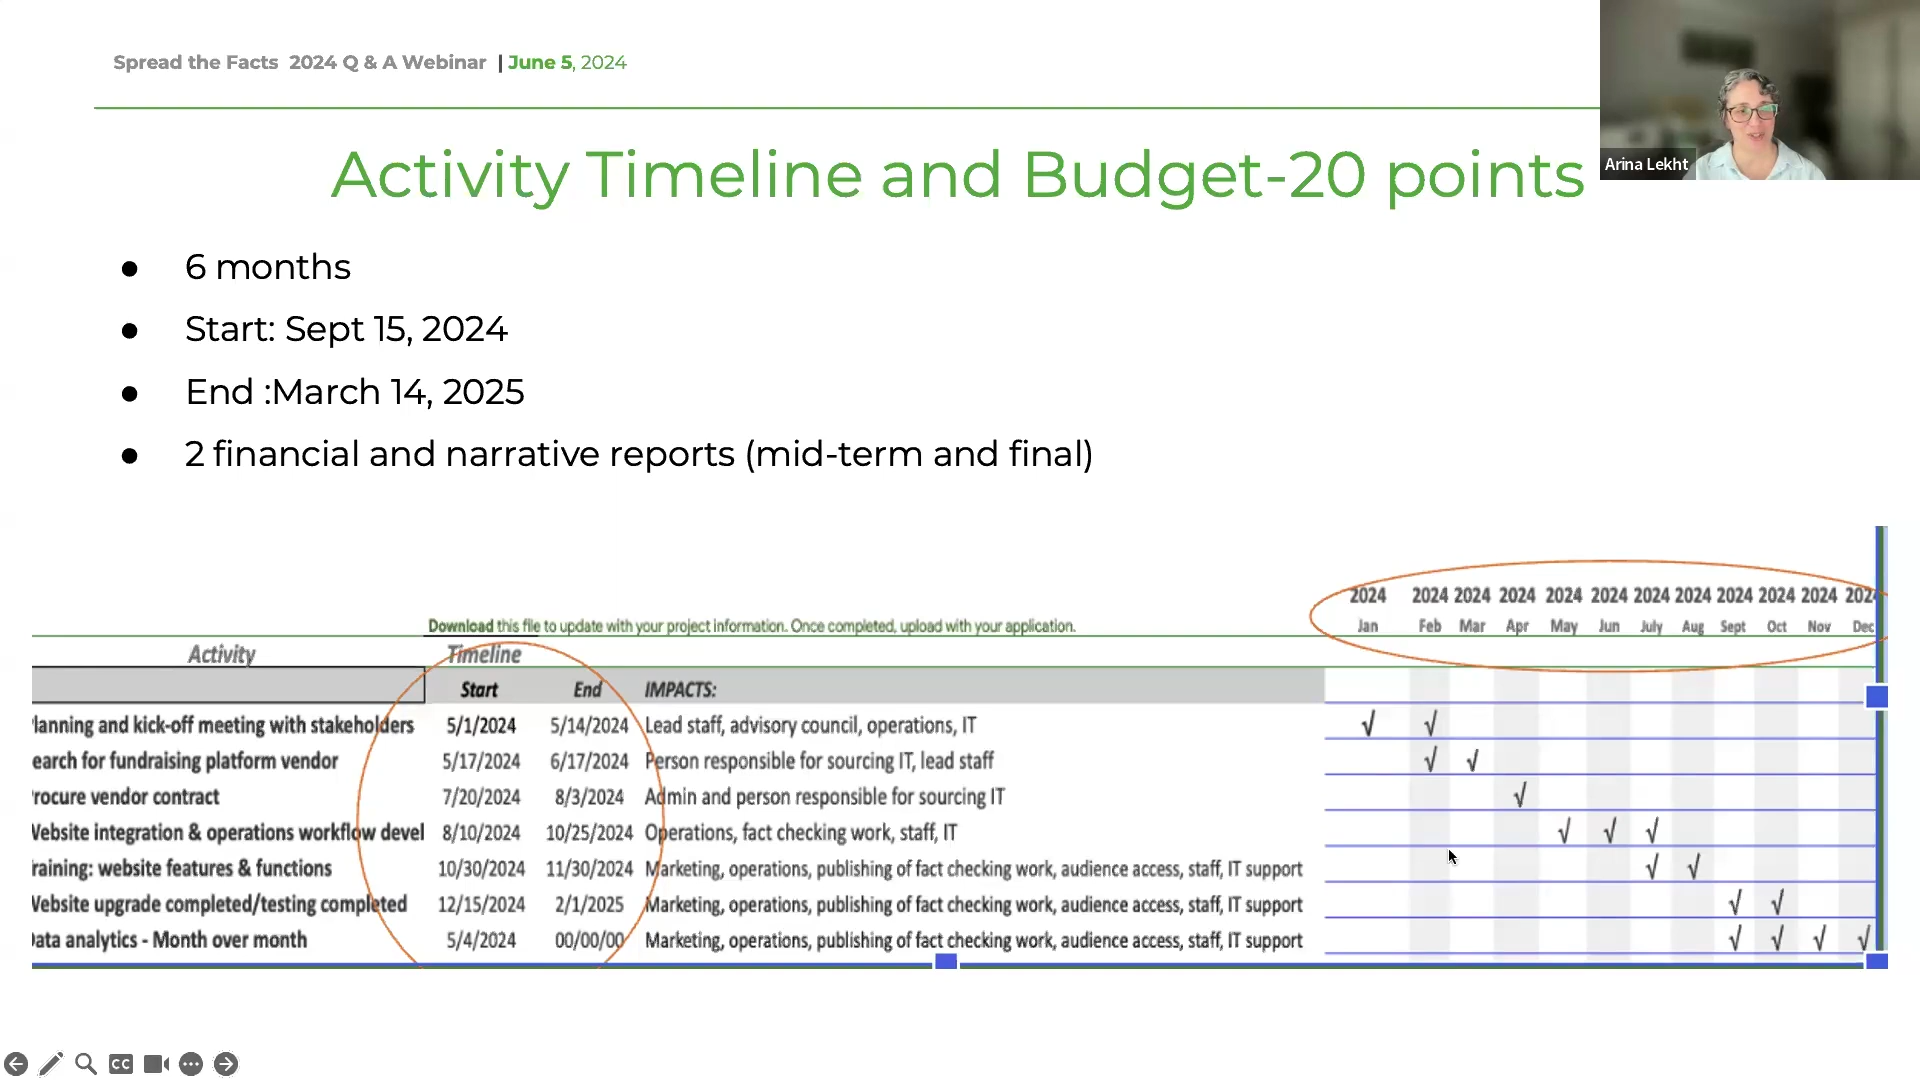 Spread the Facts 2024 Q & A Webinar | June 5, 2024
Arina Lekht
Activity Timeline and Budget-20 points
● 6 months
● Start: Sept 15, 2024
● End :March 14, 2025
● 2 financial and narrative reports (mid-term and final)
2024 2024 2024 2024 2024 2024 2024 2024 2024 2024 2024 2024
Download this file to update with your project information. Once completed, upload with your application.
Jan Feb Mar Apr May Jun July Aug Sept Oct Nov Dec
Activity Timeline
Start End IMPACTS:
lanning and kick-off meeting with stakeholders 5/1/2024 5/14/2024 Lead staff, advisory council, operations, IT √ √
earch for fundraising platform vendor 5/17/2024 6/17/2024 Person responsible for sourcing IT, lead staff √ √
rocure vendor contract 7/20/2024 8/3/2024 Admin and person responsible for sourcing IT √
Vebsite integration & operations workflow devel 8/10/2024 10/25/2024 Operations, fact checking work, staff, IT √ √ √
raining: website features & functions 10/30/2024 11/30/2024 Marketing, operations, publishing of fact checking work, audience access, staff, IT support √ √
Vebsite upgrade completed/testing completed 12/15/2024 2/1/2025 Marketing, operations, publishing of fact checking work, audience access, staff, IT support √ √
ata analytics - Month over month 5/4/2024 00/00/00 Marketing, operations, publishing of fact checking work, audience access, staff, IT support √ √ √ √
CC